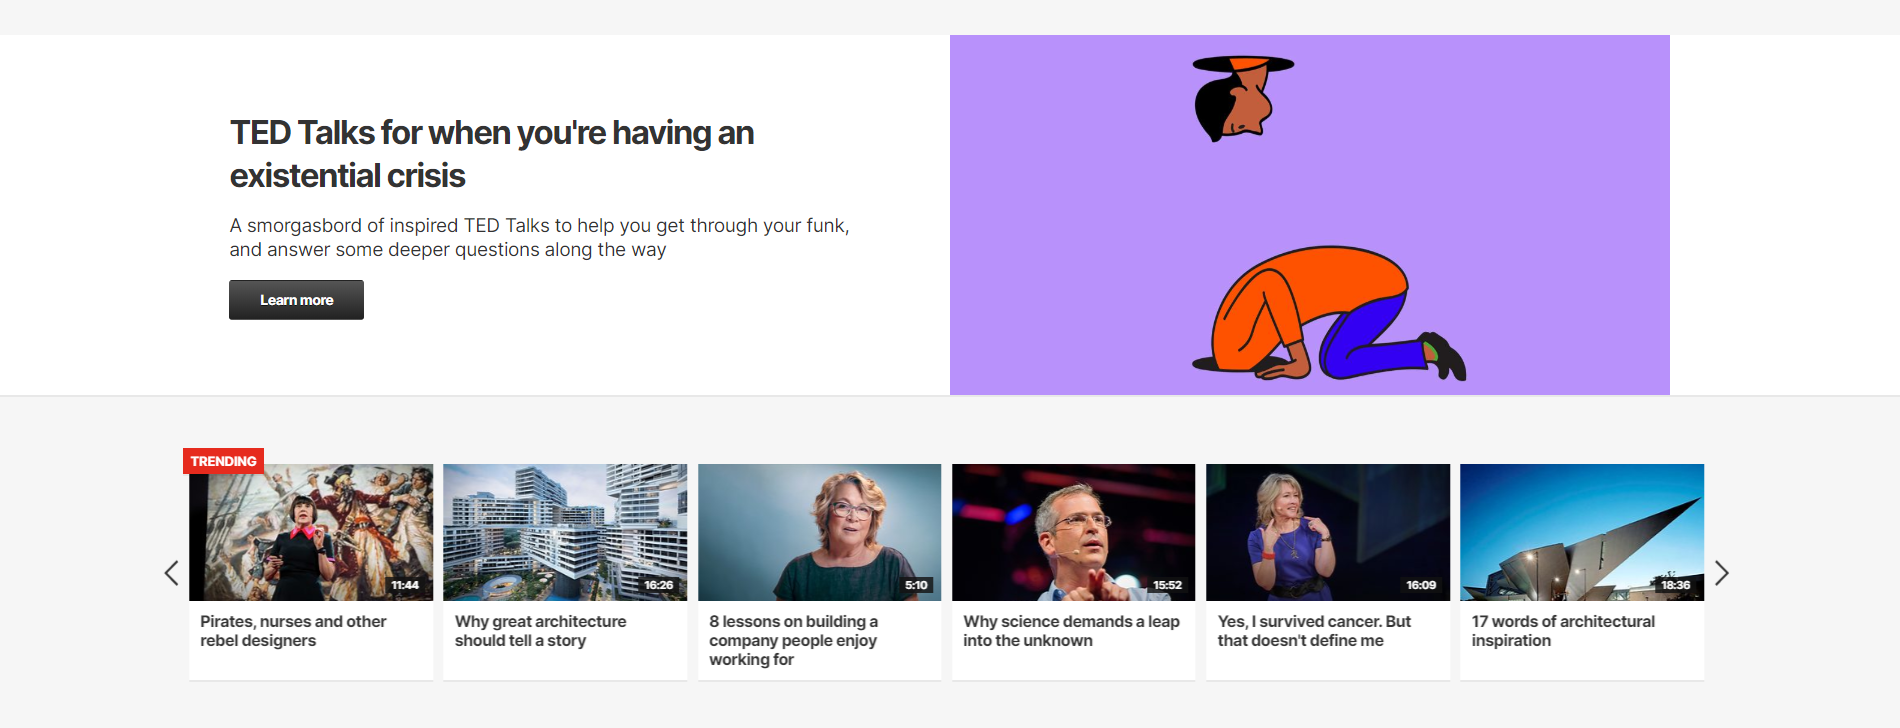 TED Talks for when you're having an
existential crisis
A smorgasbord of inspired TED Talks to help you get through your funk,
and answer some deeper questions along the way
Learn more
TRENDING
11:44
Pirates, nurses and other
rebel designers
16:26
Why great architecture
should tell a story
5:10
8 lessons on building a
company people enjoy
working for
15:52
Why science demands a leap
into the unknown
16:09
Yes, I survived cancer. But
that doesn't define me
18:36
17 words of architectural
inspiration